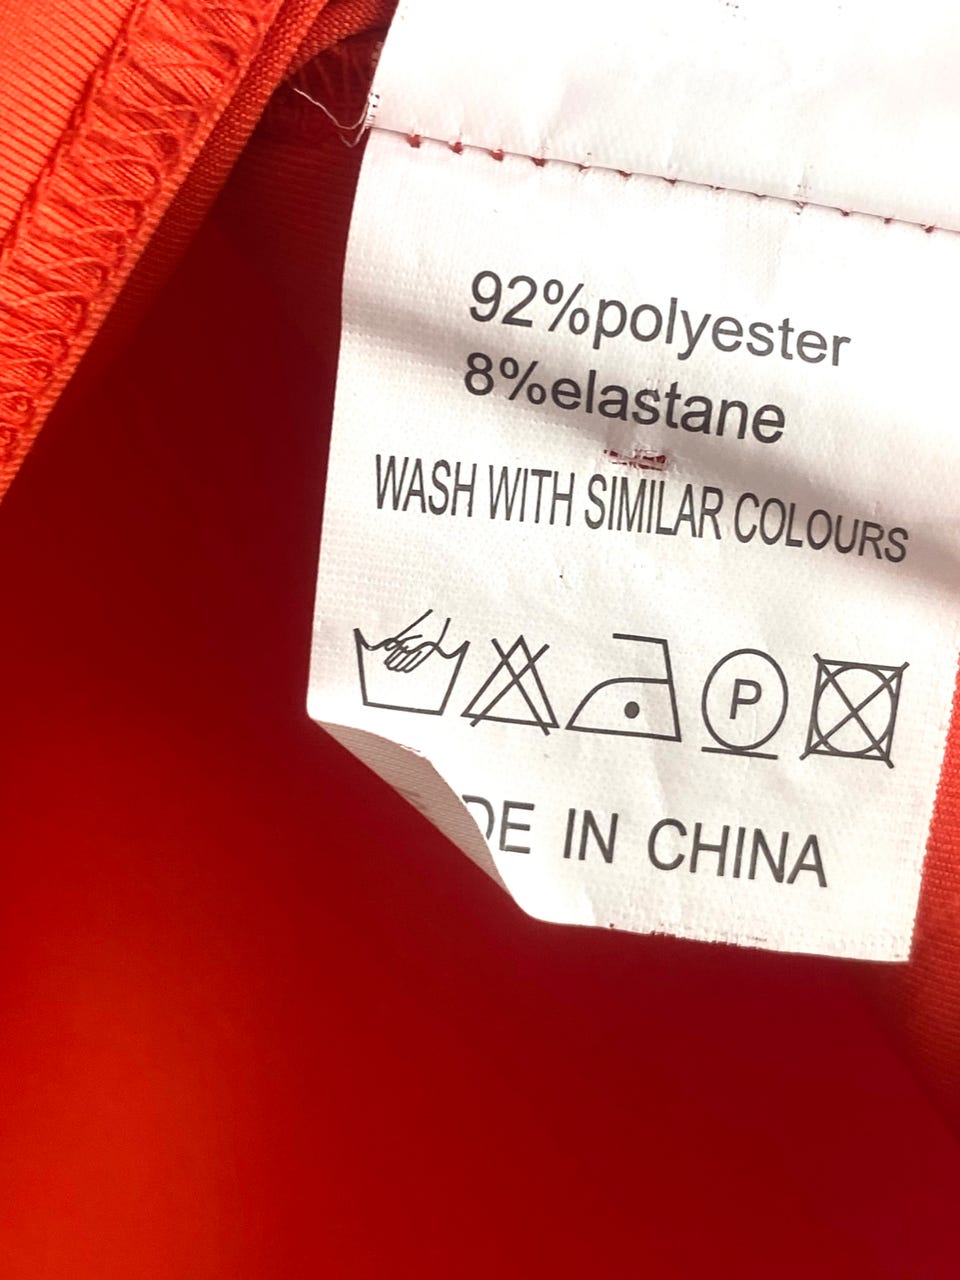 92%polyester
8%elastane
WASH WITH SIMILAR COLOURS
P
DE IN CHINA